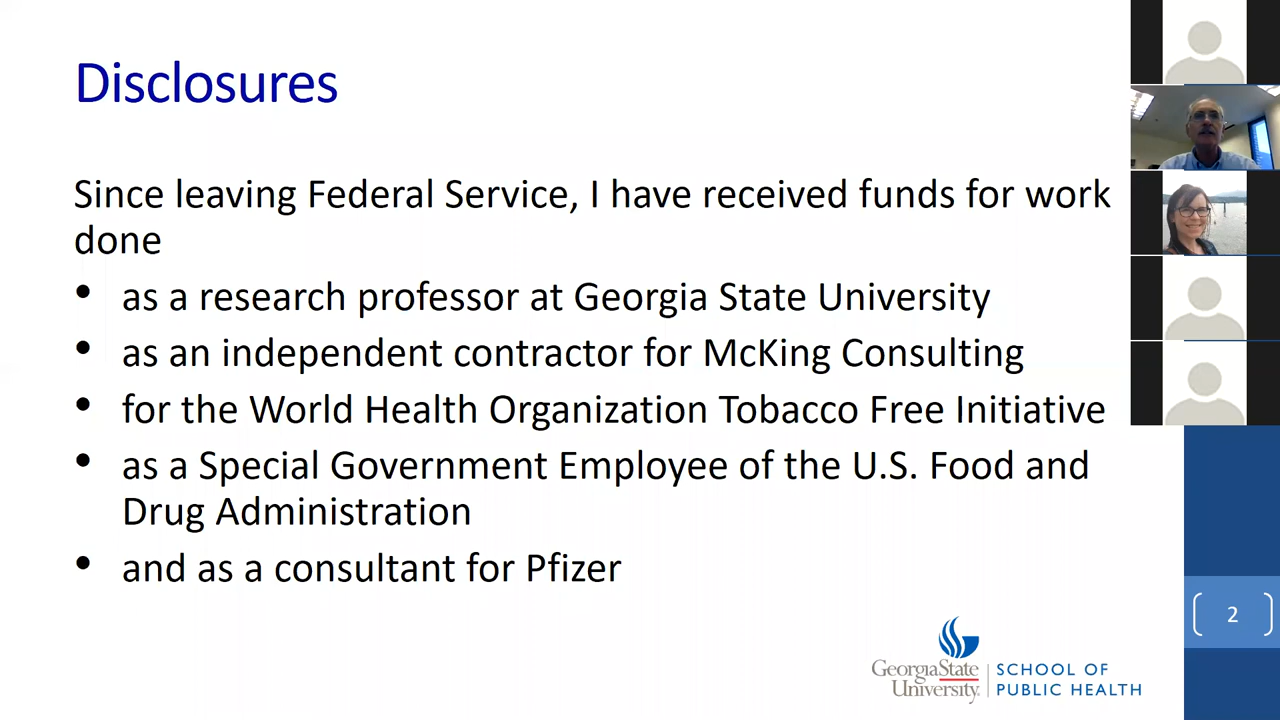 Disclosures
Since leaving Federal Service, I have received funds for work
done
• as a research professor at Georgia State University
• as an independent contractor for McKing Consulting
• for the World Health Organization Tobacco Free Initiative
• as a Special Government Employee of the U.S. Food and
Drug Administration
• and as a consultant for Pfizer
2
GeorgiaState
University
SCHOOL OF
PUBLIC HEALTH